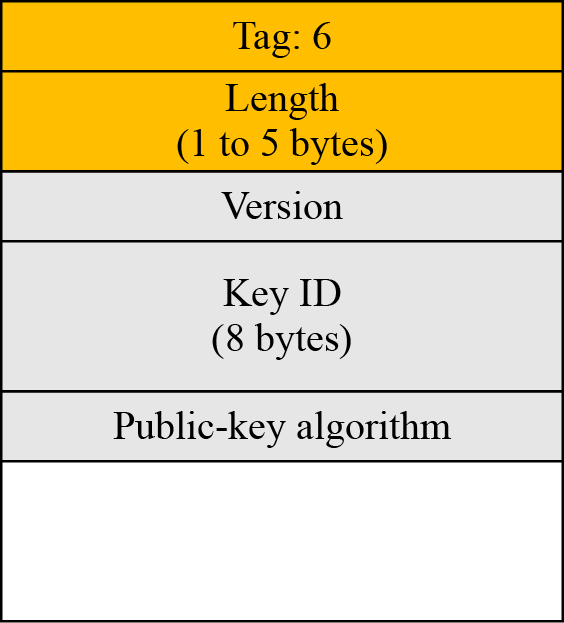 Tag: 6
Length
(1 to 5 bytes)
Version
Key ID
(8 bytes)
Public-key algorithm